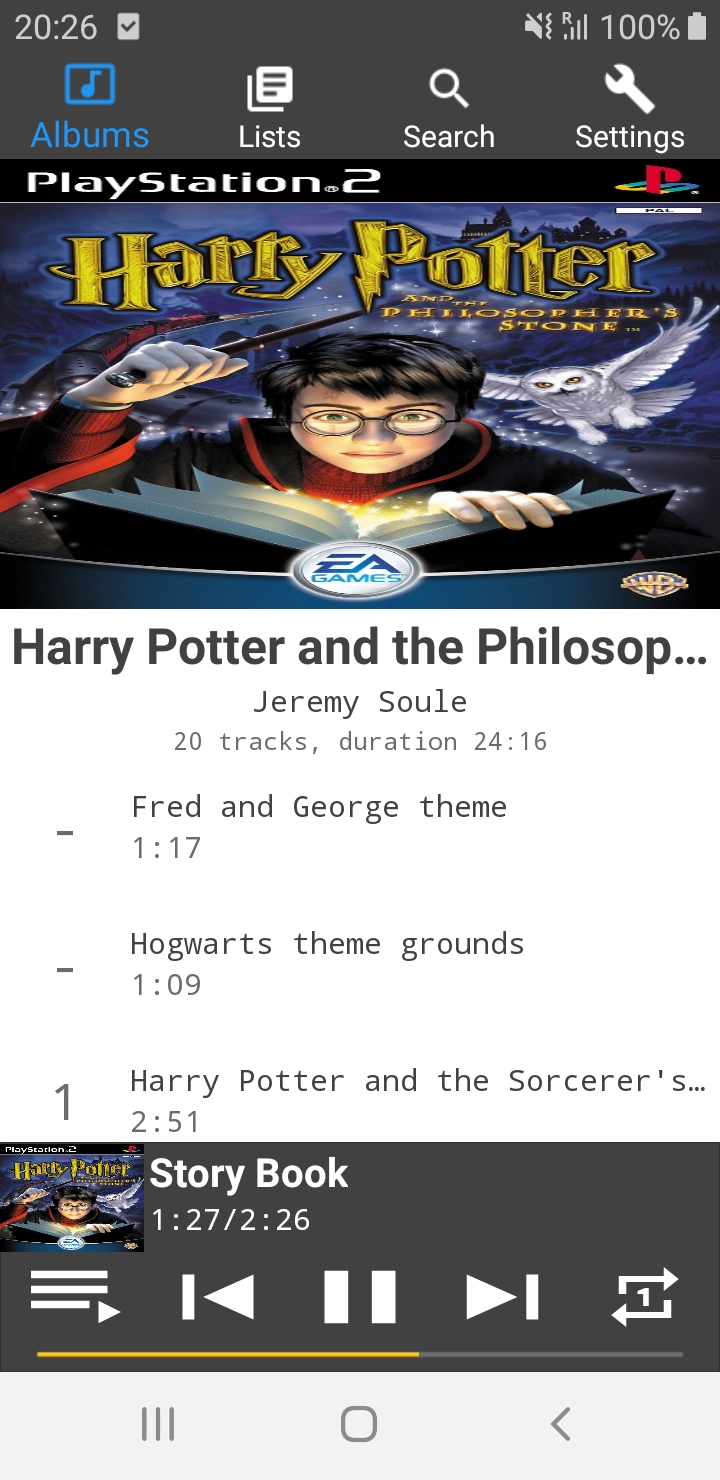 20:26
R
100%
Albums
Lists
Search
Settings
PlayStation®2
PAL
Harry Potter
AND THE
PHILOSOPHER'S
STONE™
EA
GAMES™
WB
Harry Potter and the Philosop…
Jeremy Soule
20 tracks, duration 24:16
Fred and George theme
- 
1:17
Hogwarts theme grounds
-
1:09
Harry Potter and the Sorcerer's…
1
2:51
PlayStation.2
Harry Potter
Story Book
1:27/2:26
1